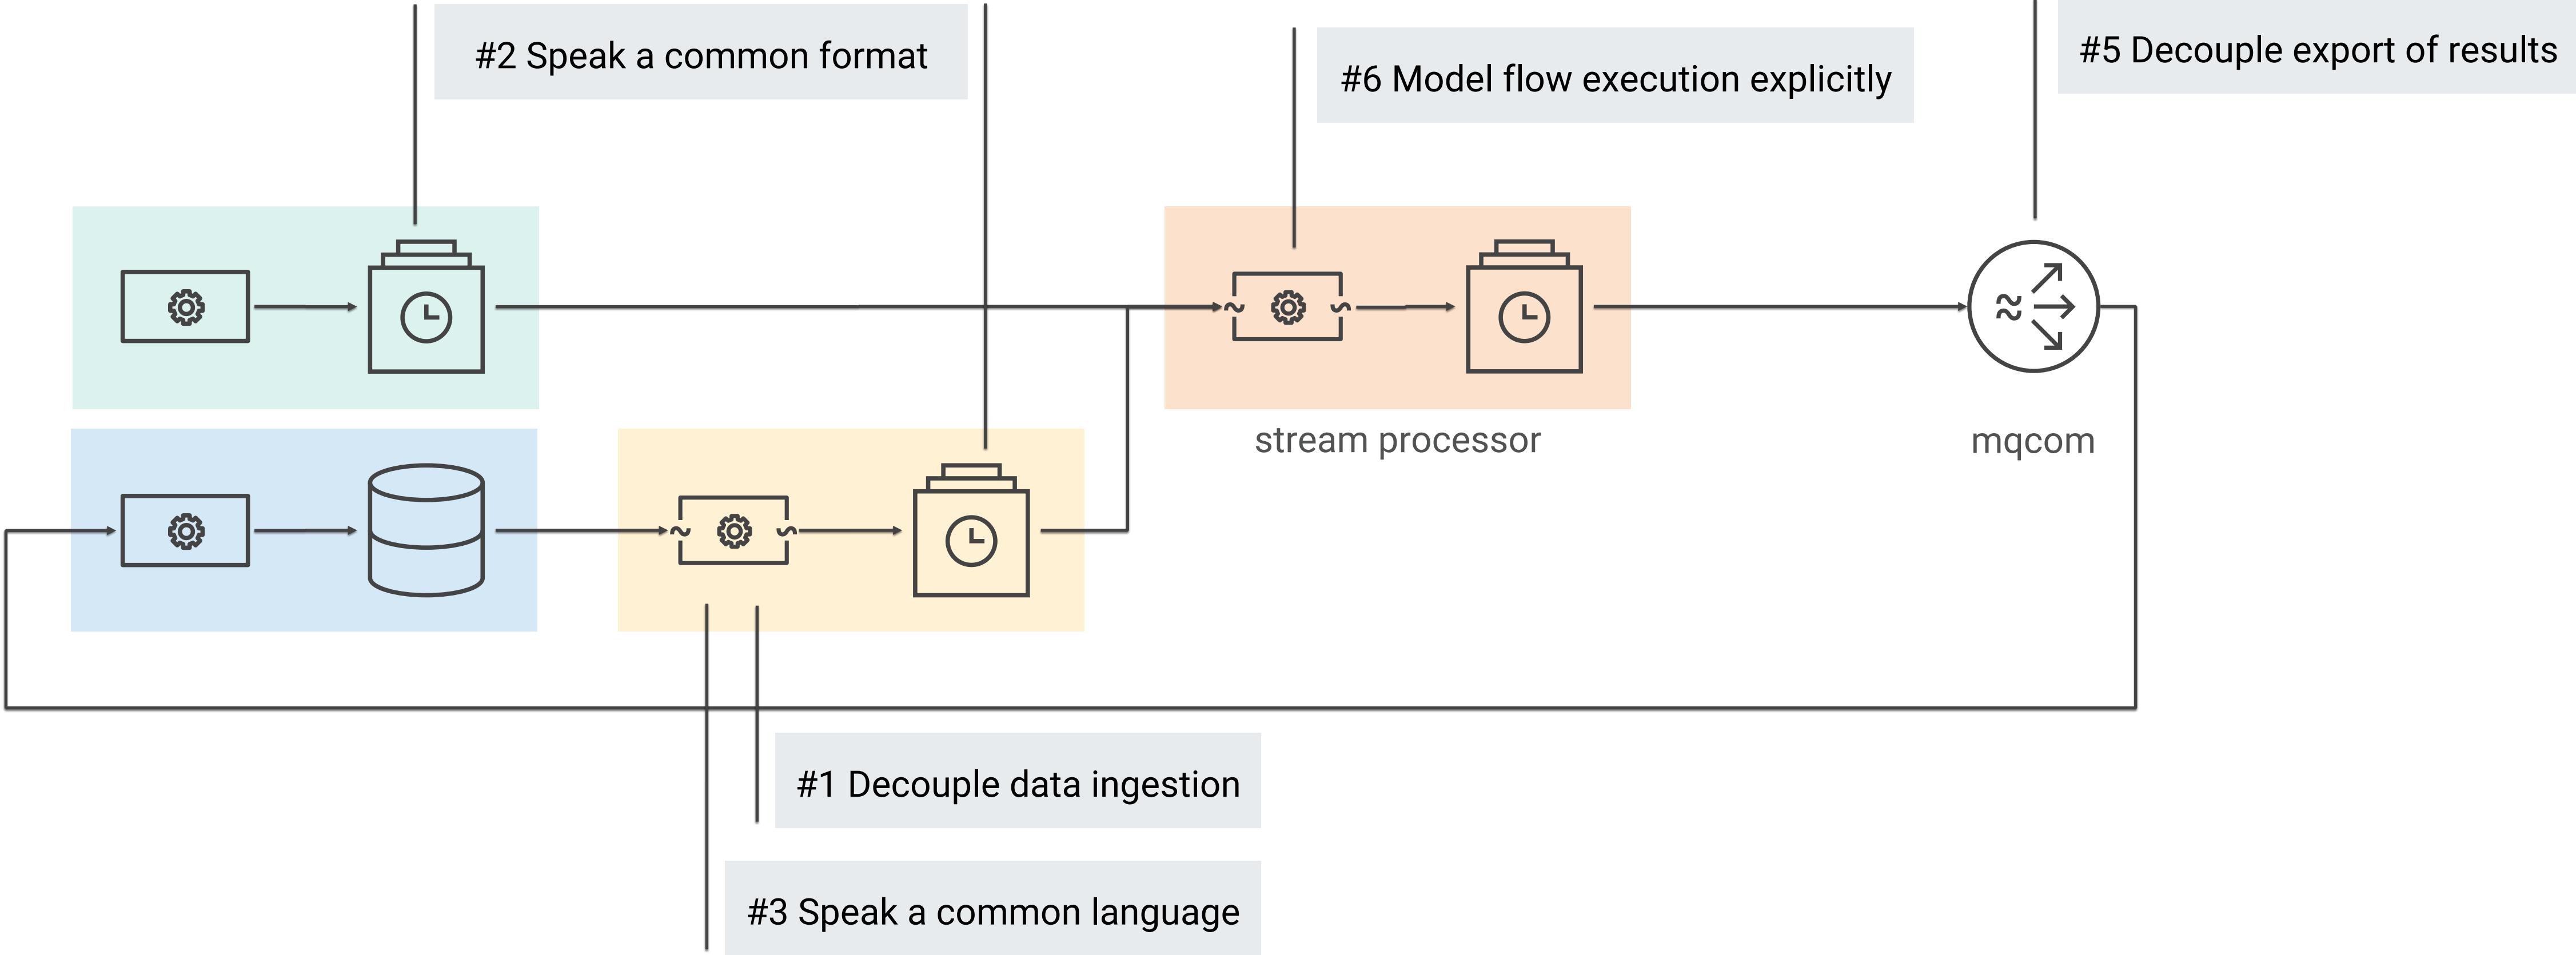 #2 Speak a common format
#6 Model flow execution explicitly
#5 Decouple export of results
stream processor
mqcom
#1 Decouple data ingestion
#3 Speak a common language